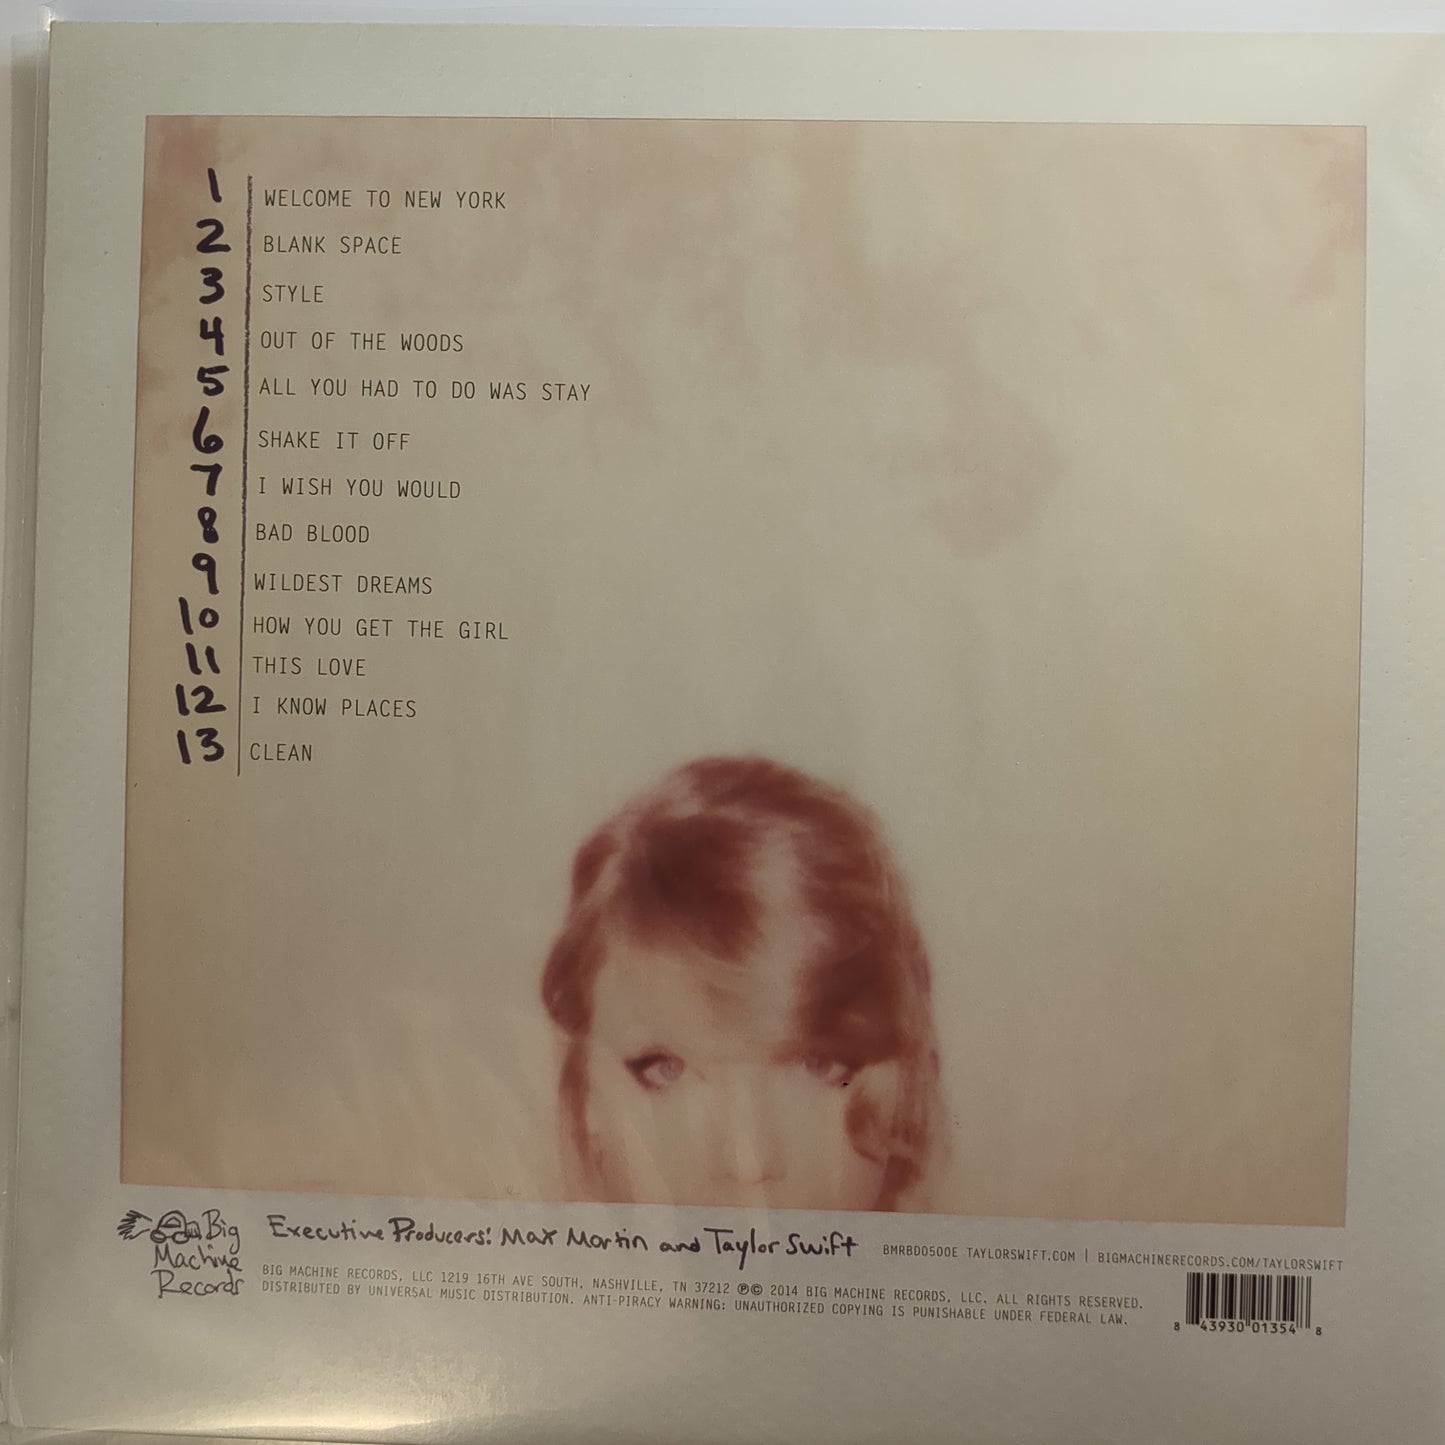 1 WELCOME TO NEW YORK
2 BLANK SPACE
3 STYLE
4 OUT OF THE WOODS
5 ALL YOU HAD TO DO WAS STAY
6 SHAKE IT OFF
7 I WISH YOU WOULD
8 BAD BLOOD
9 WILDEST DREAMS
10 HOW YOU GET THE GIRL
11 THIS LOVE
12 I KNOW PLACES
13 CLEAN
Big
Machine
Records
Executive Producers: Max Martin and Taylor Swift
BMRBD0500E TAYLORSWIFT.COM | BIGMACHINERECORDS.COM/TAYLORSWIFT
BIG MACHINE RECORDS, LLC 1219 16TH AVE SOUTH, NASHVILLE, TN 37212 ℗© 2014 BIG MACHINE RECORDS, LLC. ALL RIGHTS RESERVED.
DISTRIBUTED BY UNIVERSAL MUSIC DISTRIBUTION. ANTI-PIRACY WARNING: UNAUTHORIZED COPYING IS PUNISHABLE UNDER FEDERAL LAW.
8 43930 01354 8